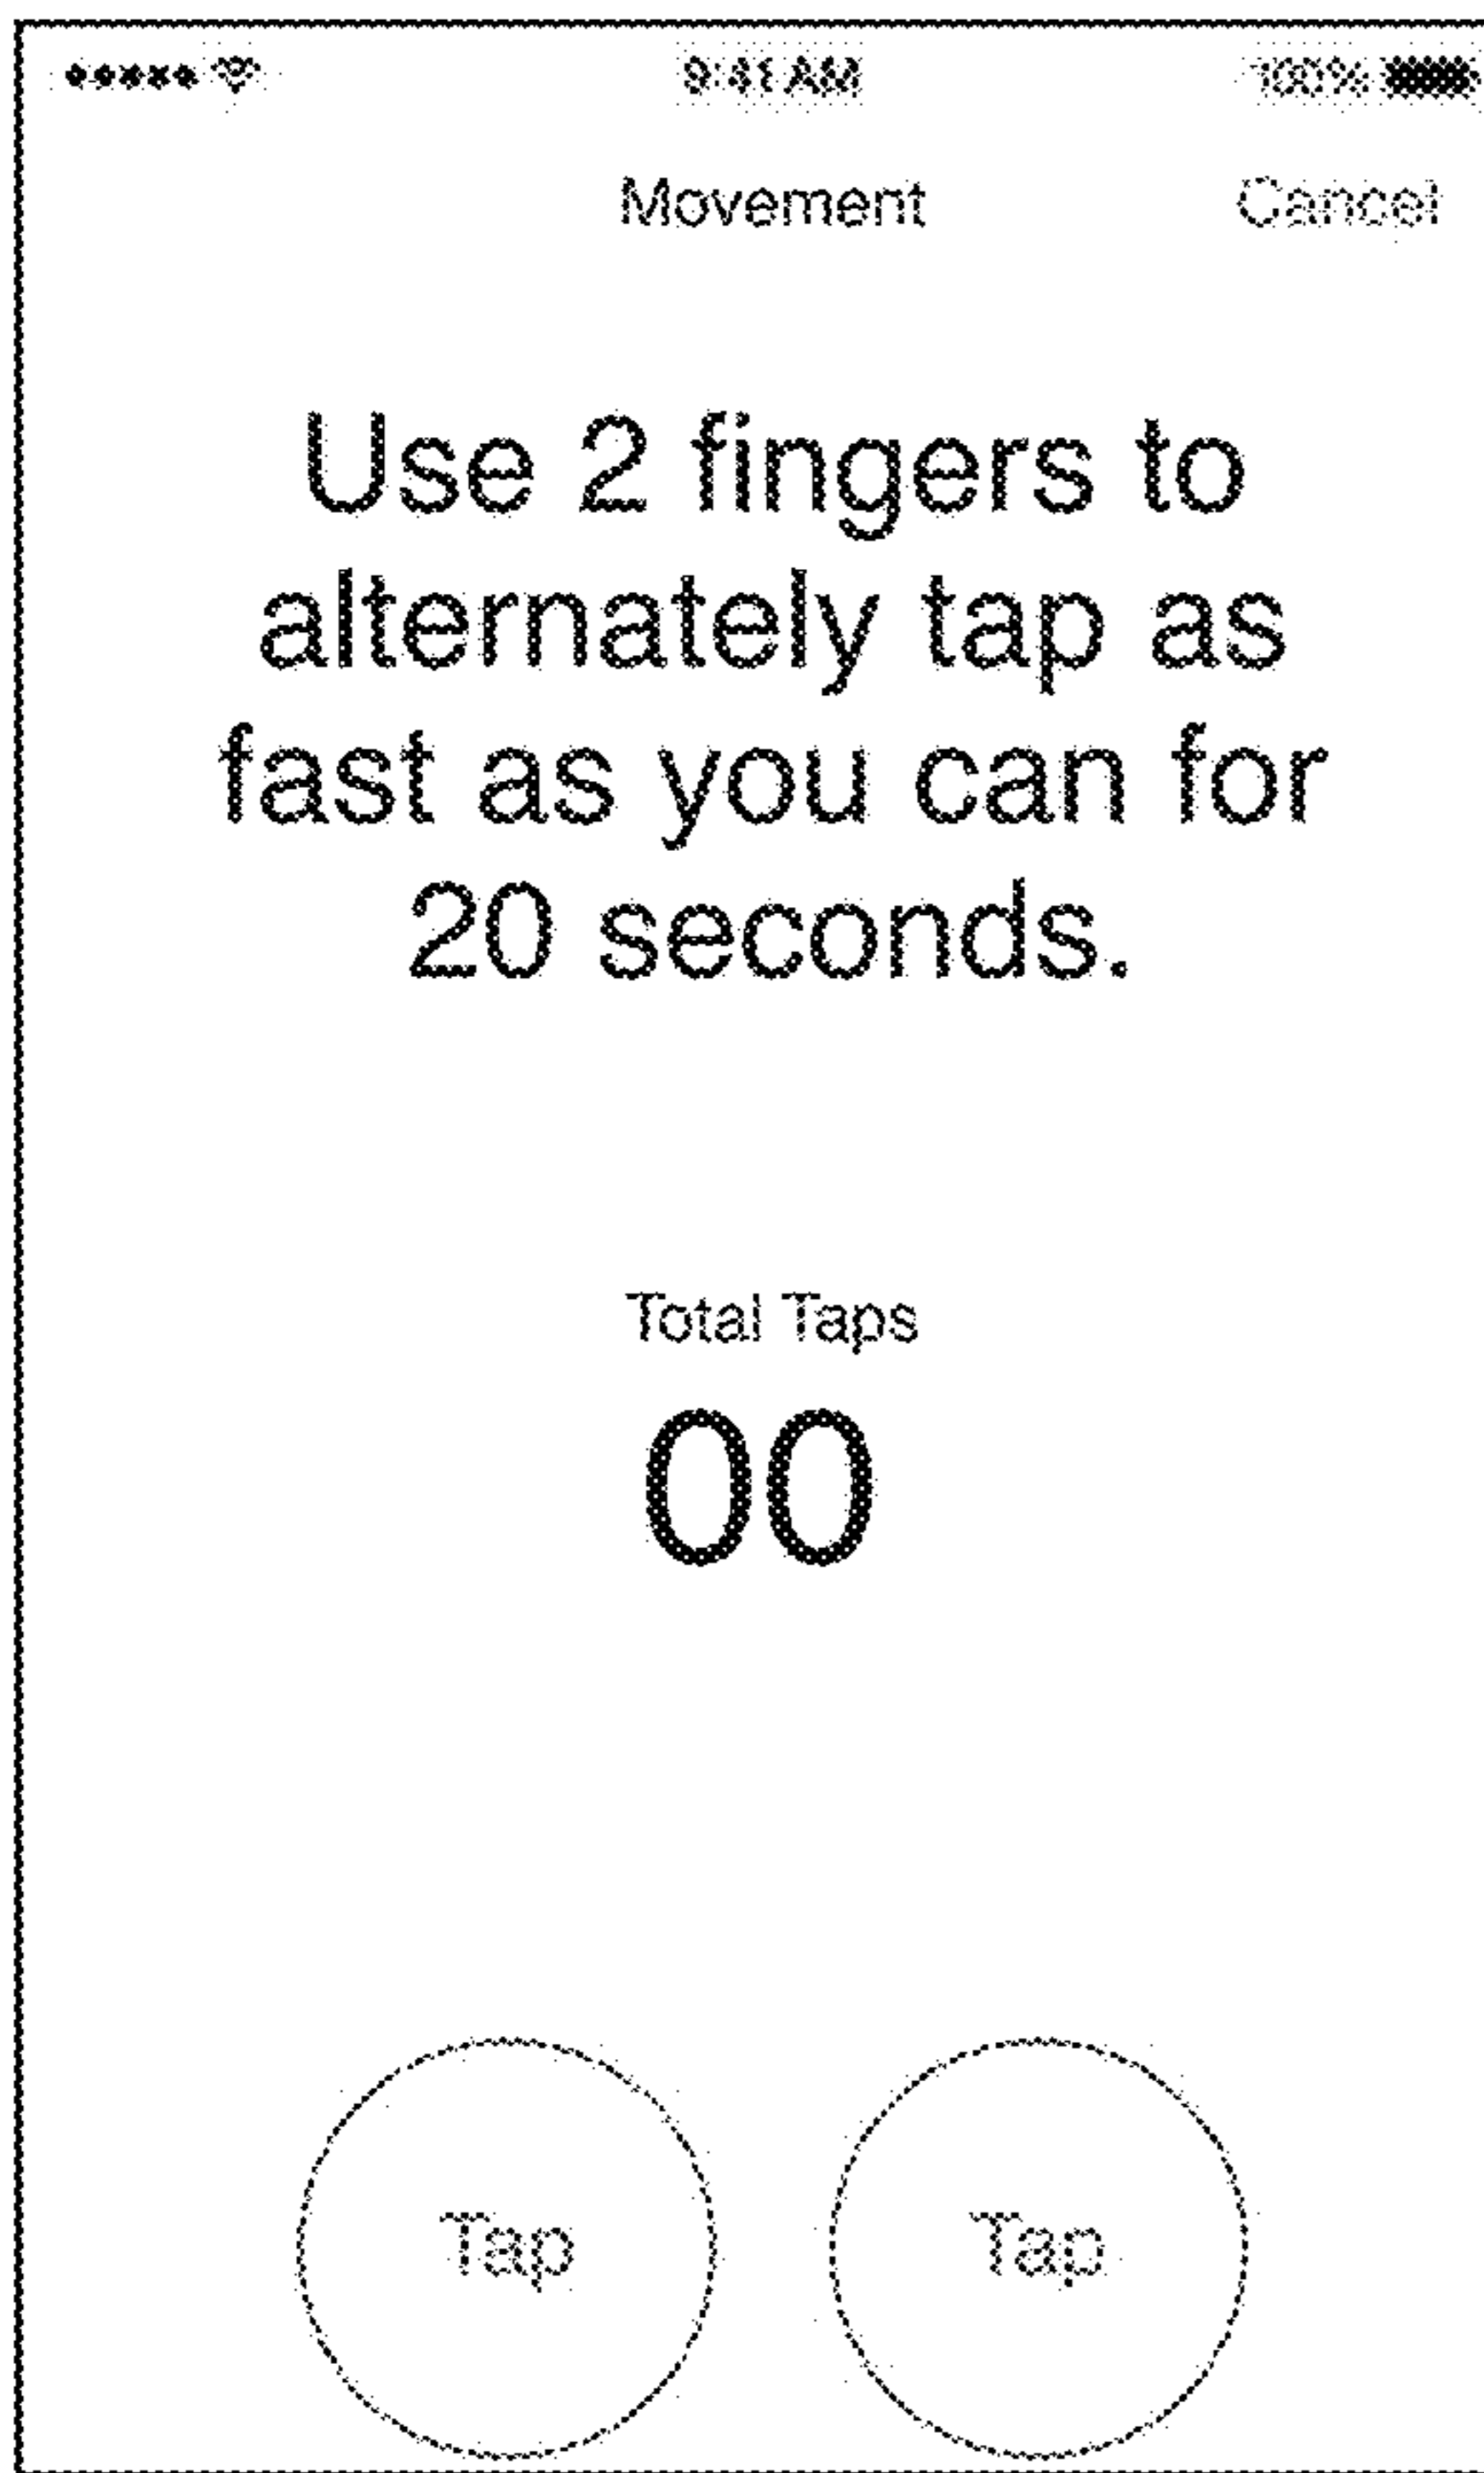 9:41 AM 100%
Movement Cancel
Use 2 fingers to
alternately tap as
fast as you can for
20 seconds.
Total Taps
00
Tap Tap